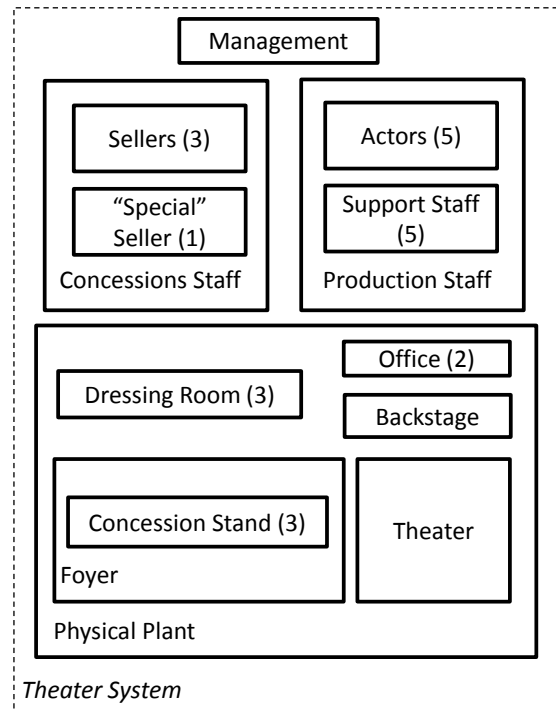 Management
Sellers (3)
“Special”
Seller (1)
Concessions Staff
Actors (5)
Support Staff
(5)
Production Staff
Office (2)
Dressing Room (3)
Backstage
Concession Stand (3)
Foyer
Theater
Physical Plant
Theater System